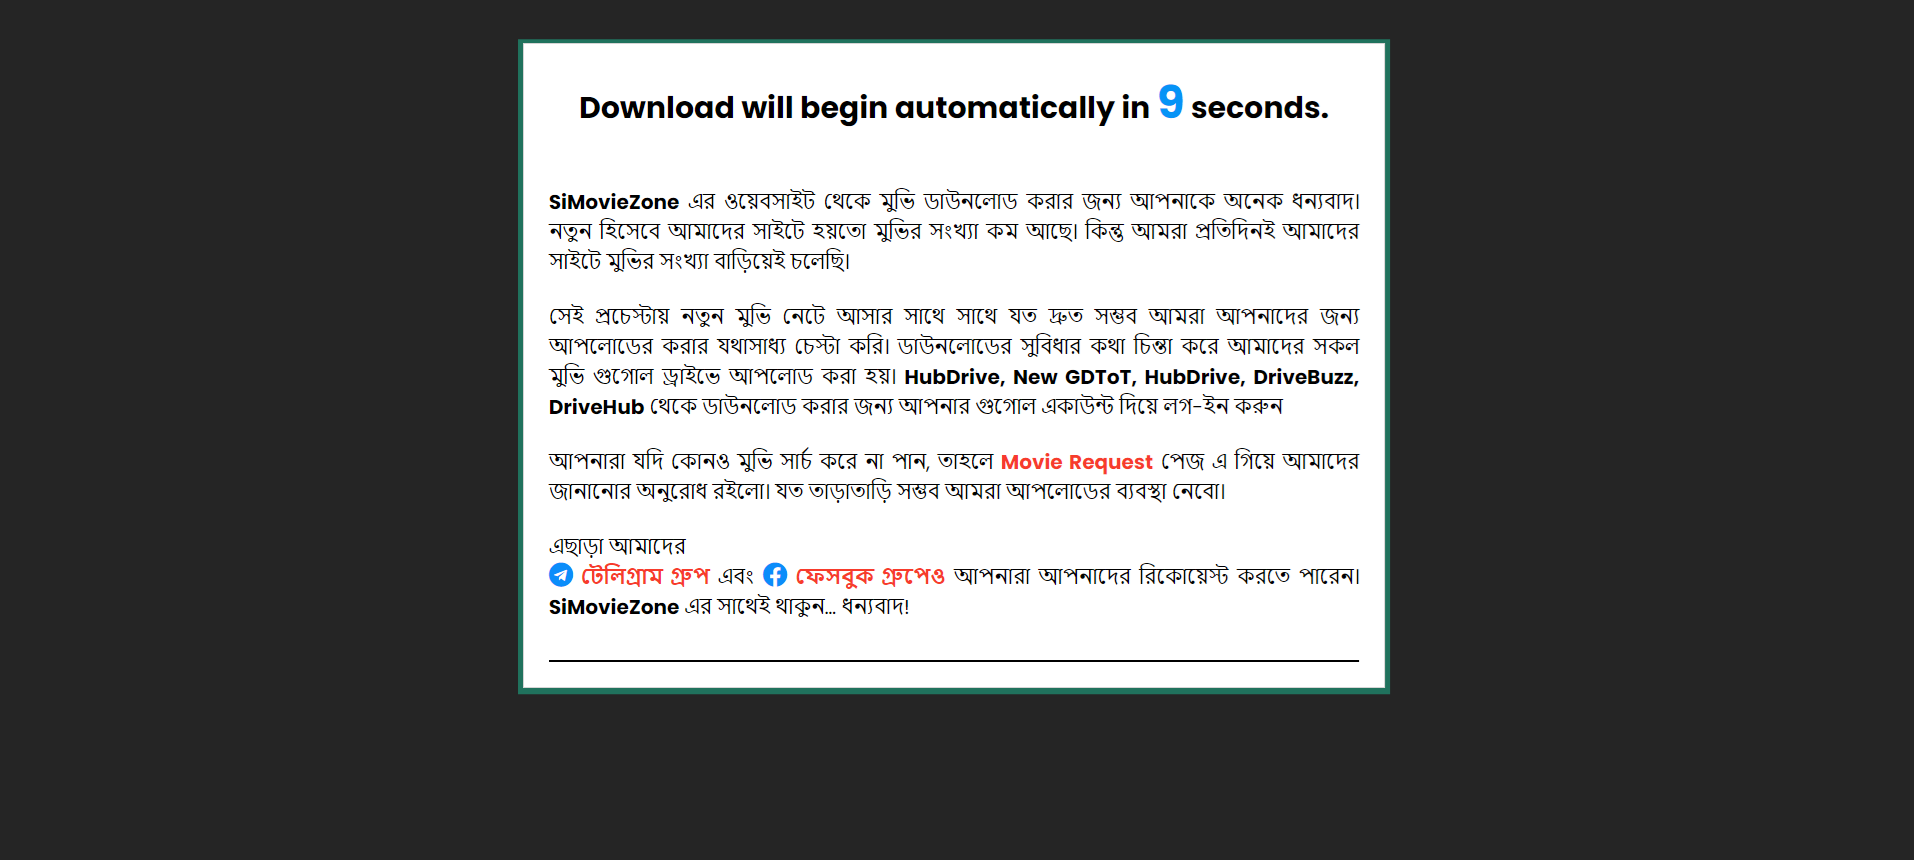 Download will begin automatically in 9 seconds.
SiMovieZone এর ওয়েবসাইট থেকে মুভি ডাউনলোড করার জন্য আপনাকে অনেক ধন্যবাদ।
নতুন হিসেবে আমাদের সাইটে হয়তো মুভির সংখ্যা কম আছে। কিন্তু আমরা প্রতিদিনই আমাদের
সাইটে মুভির সংখ্যা বাড়িয়েই চলেছি।
সেই প্রচেস্টায় নতুন মুভি নেটে আসার সাথে সাথে যত দ্রুত সম্ভব আমরা আপনাদের জন্য
আপলোডের করার যথাসাধ্য চেস্টা করি। ডাউনলোডের সুবিধার কথা চিন্তা করে আমাদের সকল
মুভি গুগোল ড্রাইভে আপলোড করা হয়। HubDrive, New GDToT, HubDrive, DriveBuzz,
DriveHub থেকে ডাউনলোড করার জন্য আপনার গুগোল একাউন্ট দিয়ে লগ-ইন করুন
আপনারা যদি কোনও মুভি সার্চ করে না পান, তাহলে Movie Request পেজ এ গিয়ে আমাদের
জানানোর অনুরোধ রইলো। যত তাড়াতাড়ি সম্ভব আমরা আপলোডের ব্যবস্থা নেবো।
এছাড়া আমাদের
টেলিগ্রাম গ্রুপ এবং ফেসবুক গ্রুপেও আপনারা আপনাদের রিকোয়েস্ট করতে পারেন।
SiMovieZone এর সাথেই থাকুন... ধন্যবাদ!